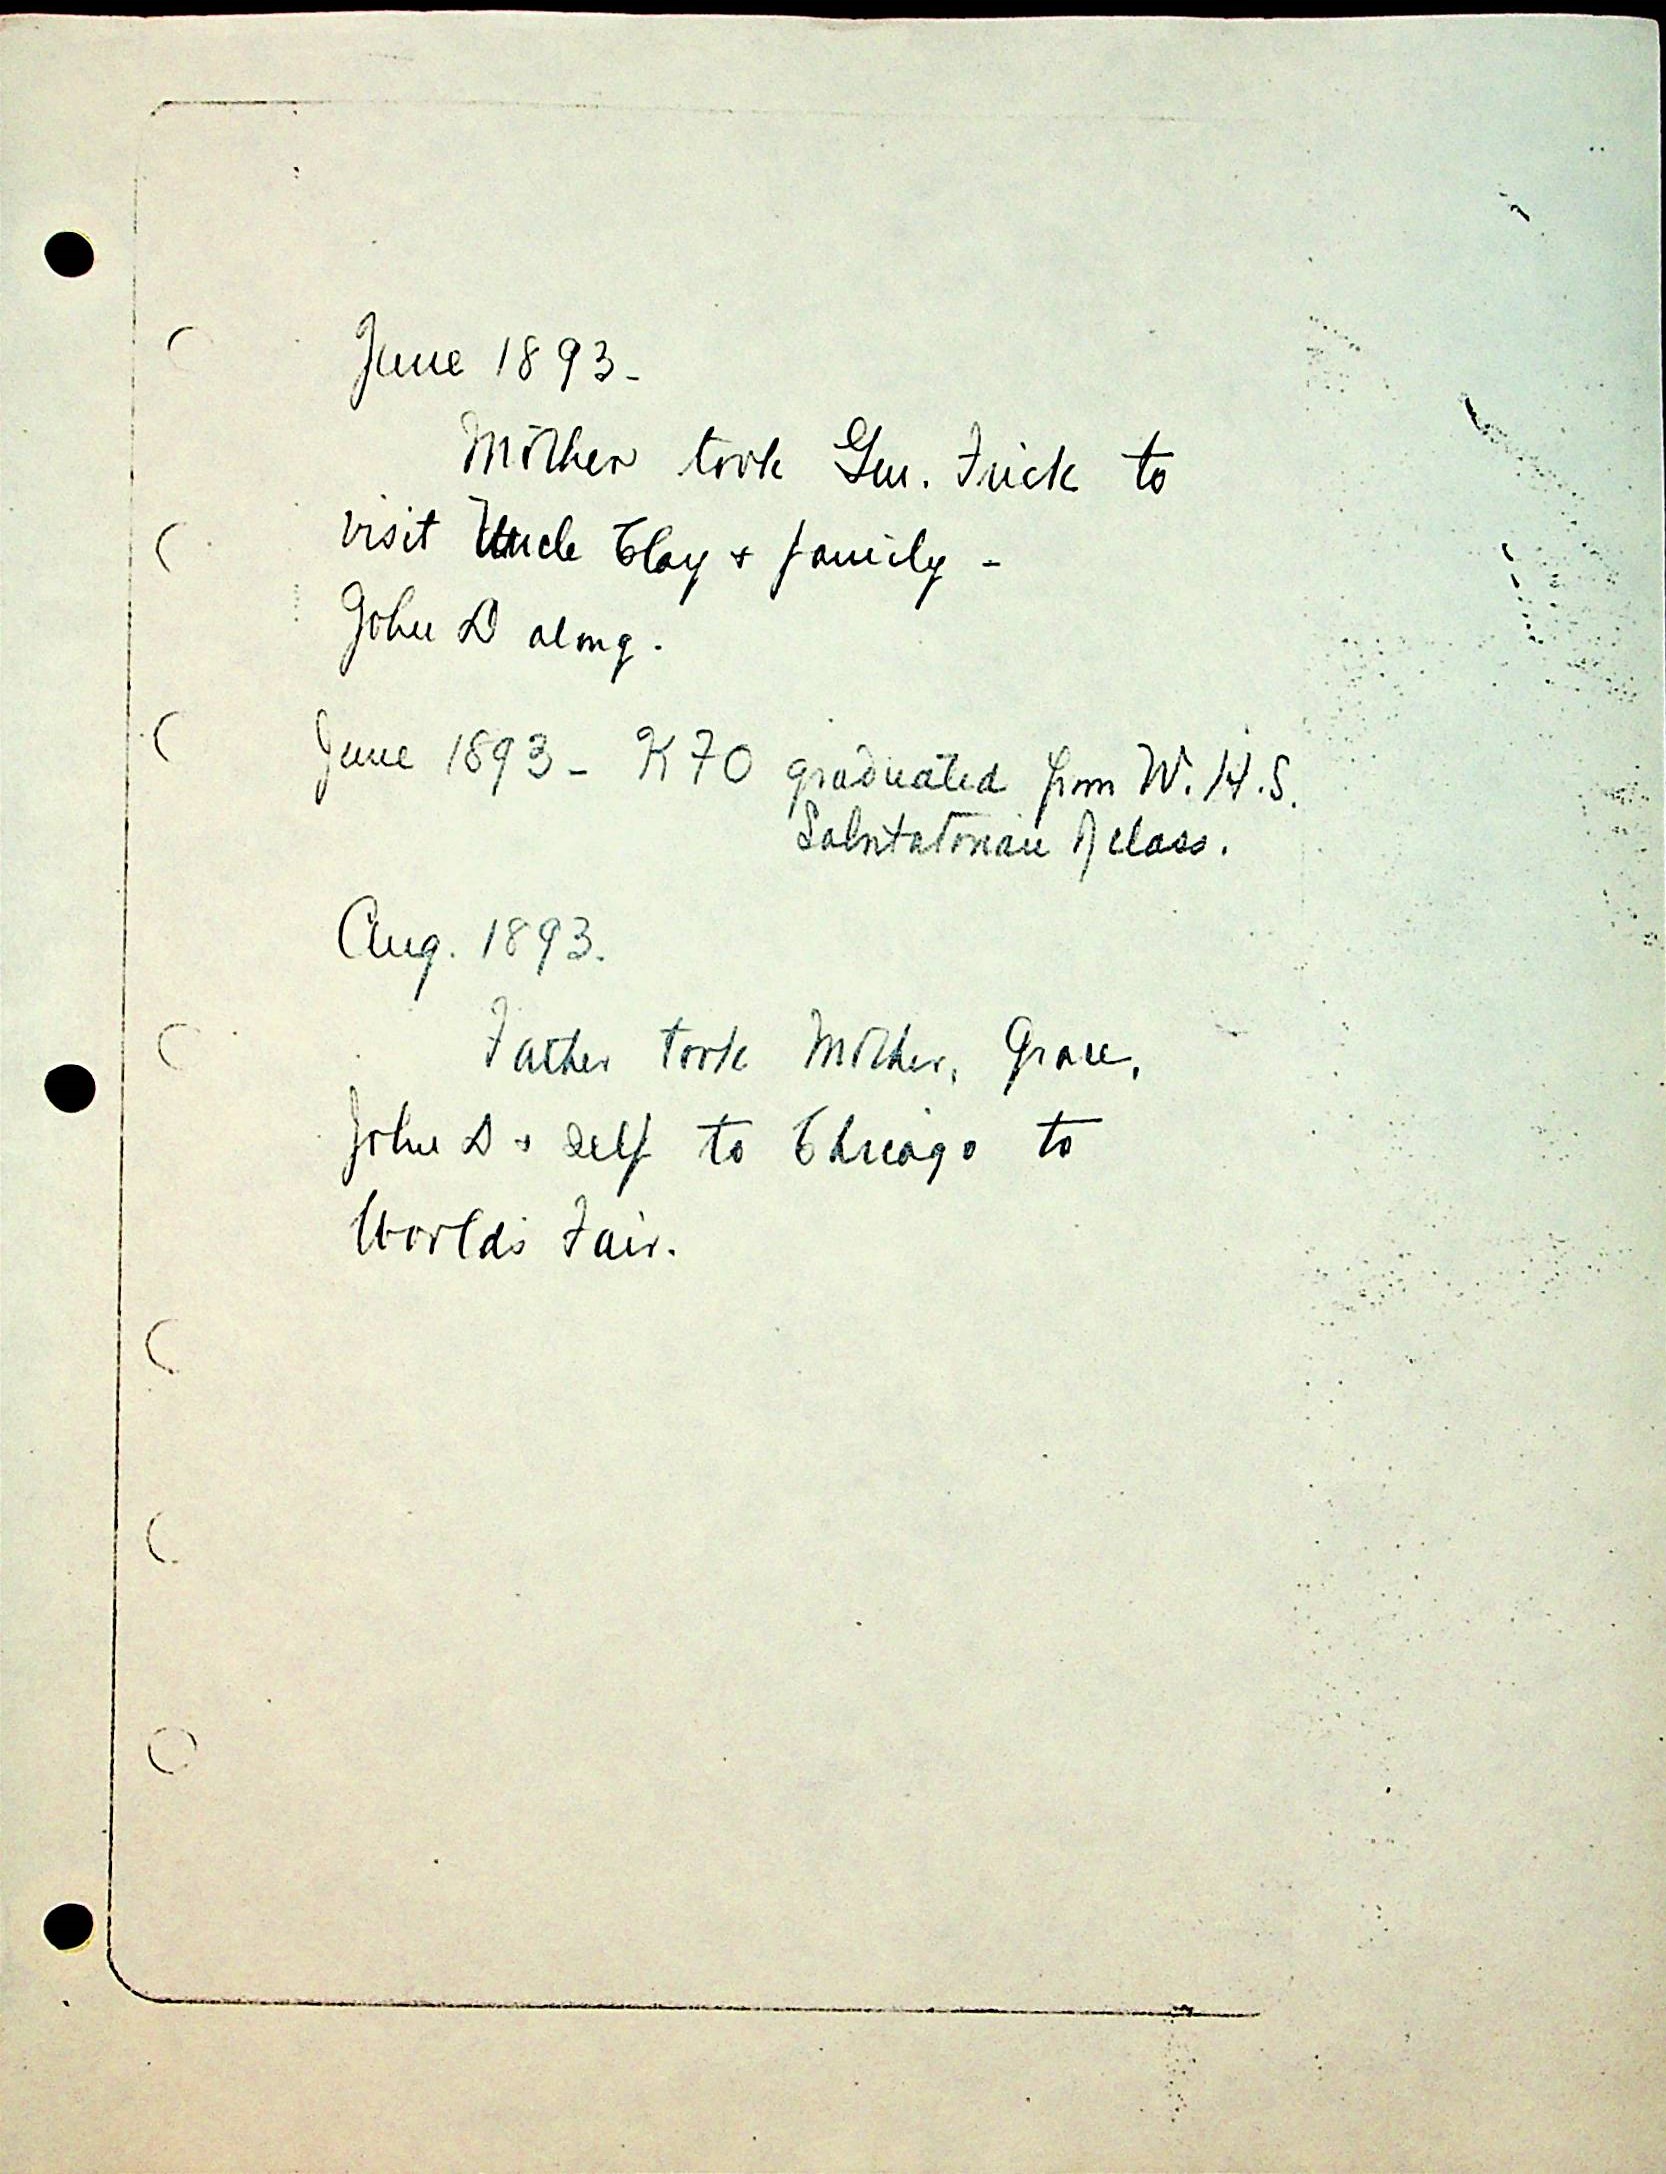 June 1893 -
Mother took Gen. Frick to
visit Uncle Clay + family -
John D along.
June 1893 - KFO graduated from W.H.S.
Salutatorian of class.
Aug. 1893.
Father took Mother, Grace,
John D + self to Chicago to
Worlds Fair.